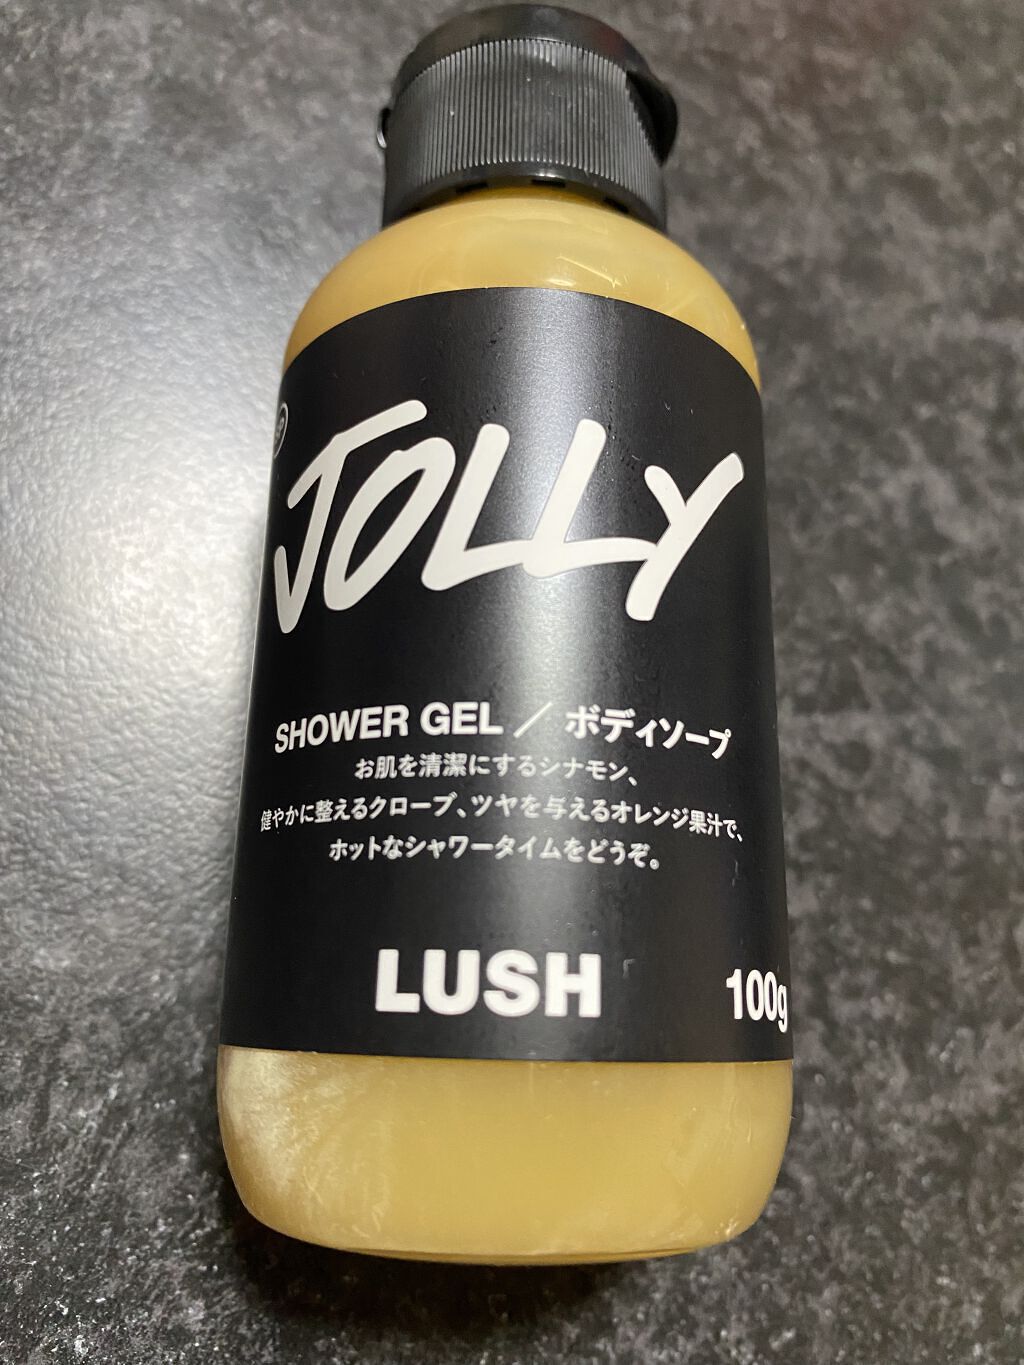 JOLLY
SHOWER GEL / ボディソープ
お肌を清潔にするシナモン、
健やかに整えるクローブ、ツヤを与えるオレンジ果汁で、
ホットなシャワータイムをどうぞ。
LUSH
100g